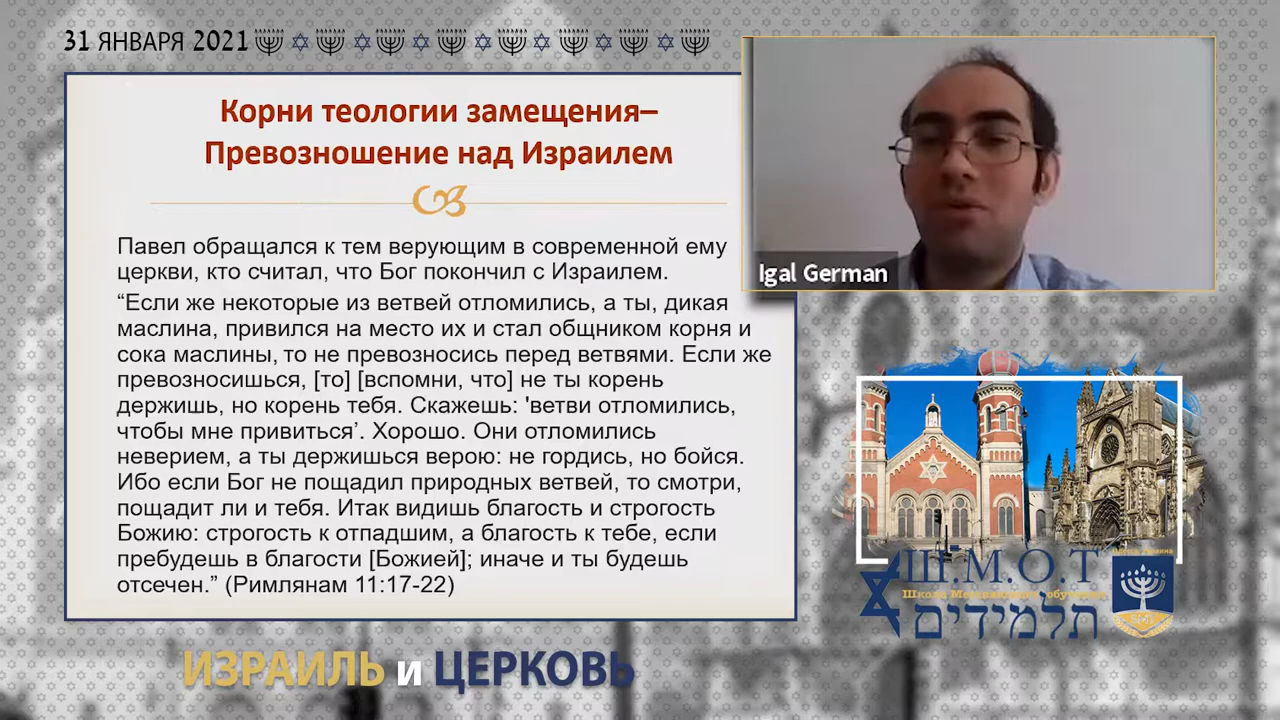 31 ЯНВАРЯ 2021
Корни теологии замещения–
Превозношение над Израилем
Павел обращался к тем верующим в современной ему
церкви, кто считал, что Бог покончил с Израилем.
“Если же некоторые из ветвей отломились, а ты, дикая
маслина, привился на место их и стал общником корня и
сока маслины, то не превозносись перед ветвями. Если же
превозносишься, [то] [вспомни, что] не ты корень
держишь, но корень тебя. Скажешь: 'ветви отломились,
чтобы мне привиться’. Хорошо. Они отломились
неверием, а ты держишься верою: не гордись, но бойся.
Ибо если Бог не пощадил природных ветвей, то смотри,
пощадит ли и тебя. Итак видишь благость и строгость
Божию: строгость к отпадшим, а благость к тебе, если
пребудешь в благости [Божией]; иначе и ты будешь
отсечен.” (Римлянам 11:17-22)
Igal German
Ш.М.О.Т
Школа обучения
תלמידים
ИЗРАИЛЬ и ЦЕРКОВЬ